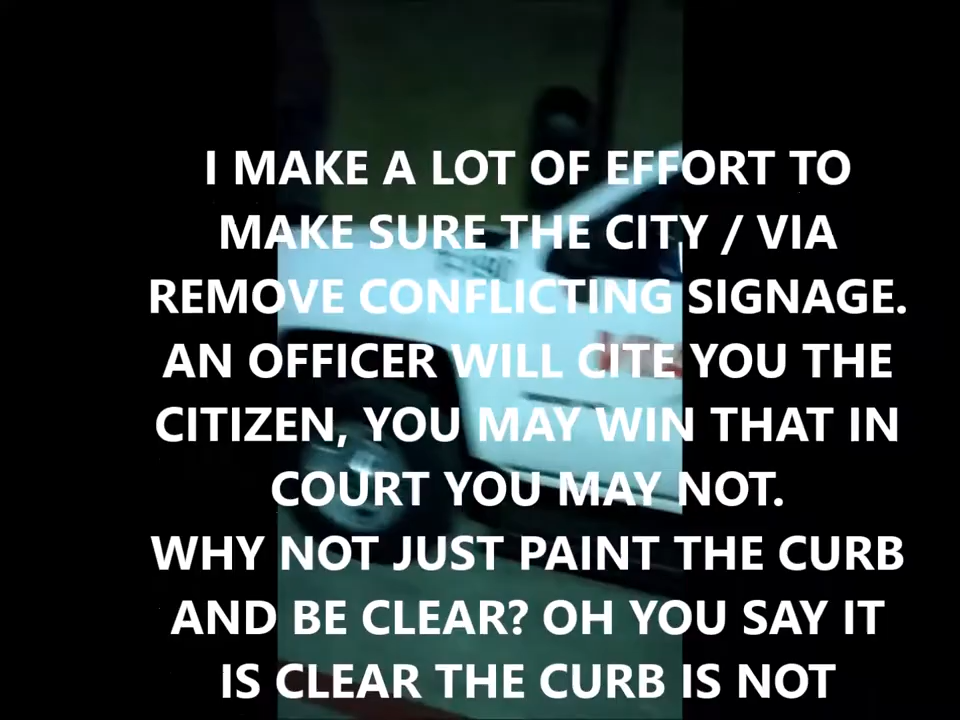 I MAKE A LOT OF EFFORT TO
MAKE SURE THE CITY / VIA
REMOVE CONFLICTING SIGNAGE.
AN OFFICER WILL CITE YOU THE
CITIZEN, YOU MAY WIN THAT IN
COURT YOU MAY NOT.
WHY NOT JUST PAINT THE CURB
AND BE CLEAR? OH YOU SAY IT
IS CLEAR THE CURB IS NOT